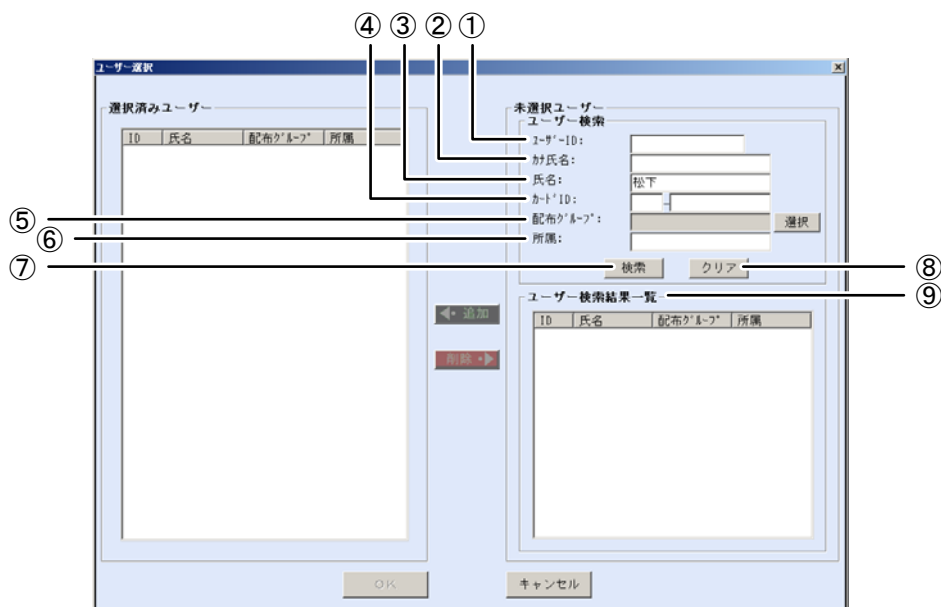 ④ ③ ② ①
ユーザー選択
選択済みユーザー
ID 氏名 配布ｸﾞﾙｰﾌﾟ 所属
未選択ユーザー
ユーザー検索
ﾕｰｻﾞｰID:
ｶﾅ氏名:
氏名: 松下
ｶｰﾄﾞID: -
⑤ 配布ｸﾞﾙｰﾌﾟ: 選択
⑥ 所属:
⑦ 検索 クリア ⑧
ユーザー検索結果一覧 ⑨
ID 氏名 配布ｸﾞﾙｰﾌﾟ 所属
追加
削除
OK キャンセル